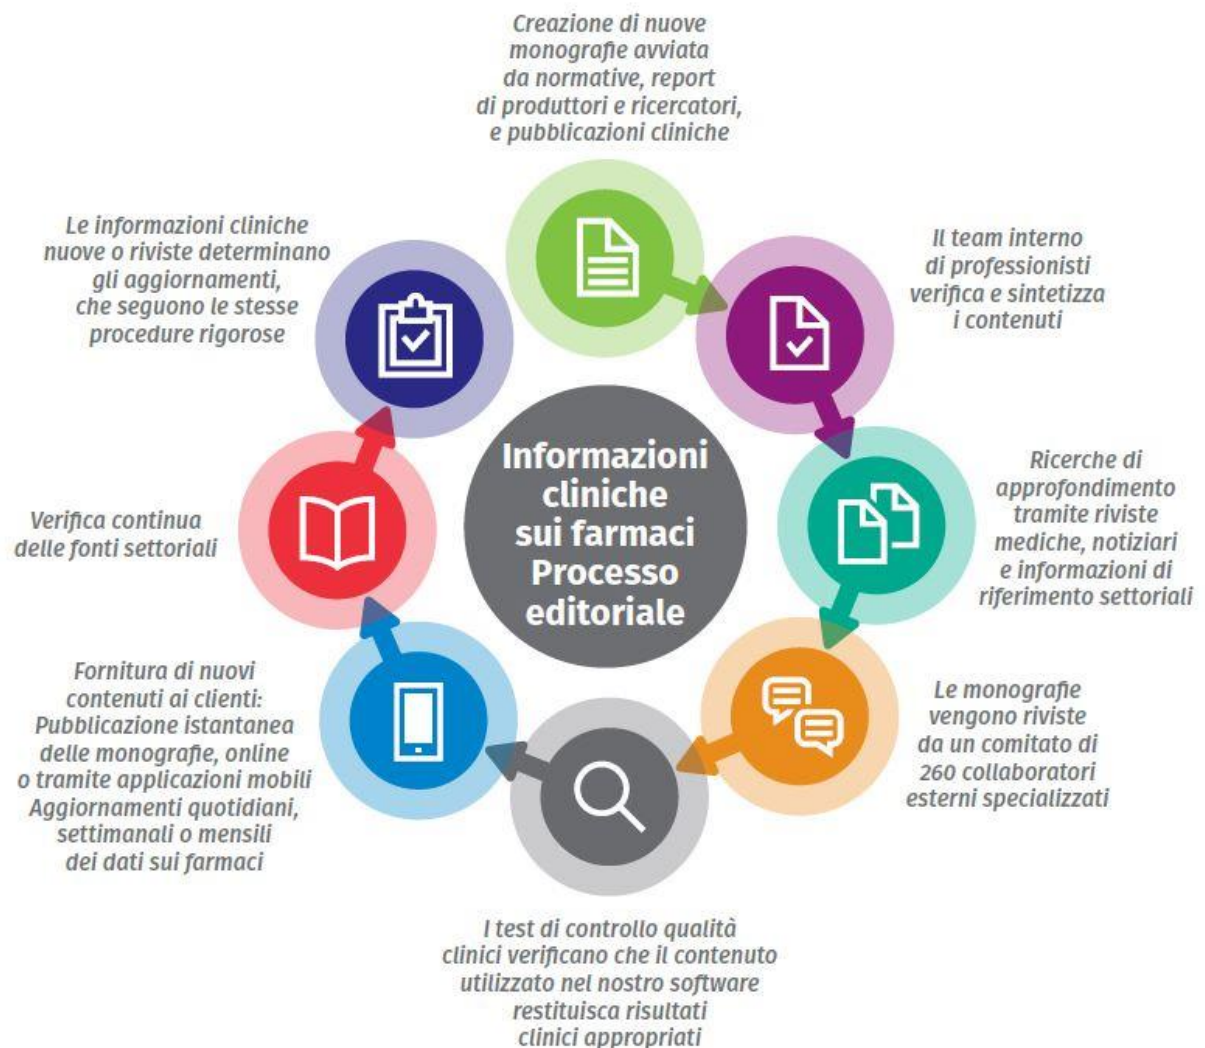 Creazione di nuove
monografie avviata
da normative, report
di produttori e ricercatori,
e pubblicazioni cliniche
Il team interno
di professionisti
verifica e sintetizza
i contenuti
Ricerche di
approfondimento
tramite riviste
mediche, notiziari
e informazioni di
riferimento settoriali
Le monografie
vengono riviste
da un comitato di
260 collaboratori
esterni specializzati
I test di controllo qualità
clinici verificano che il contenuto
utilizzato nel nostro software
restituisca risultati
clinici appropriati
Fornitura di nuovi
contenuti ai clienti:
Pubblicazione istantanea
delle monografie, online
o tramite applicazioni mobili
Aggiornamenti quotidiani,
settimanali o mensili
dei dati sui farmaci
Verifica continua
delle fonti settoriali
Le informazioni cliniche
nuove o riviste determinano
gli aggiornamenti,
che seguono le stesse
procedure rigorose
Informazioni
cliniche
sui farmaci
Processo
editoriale